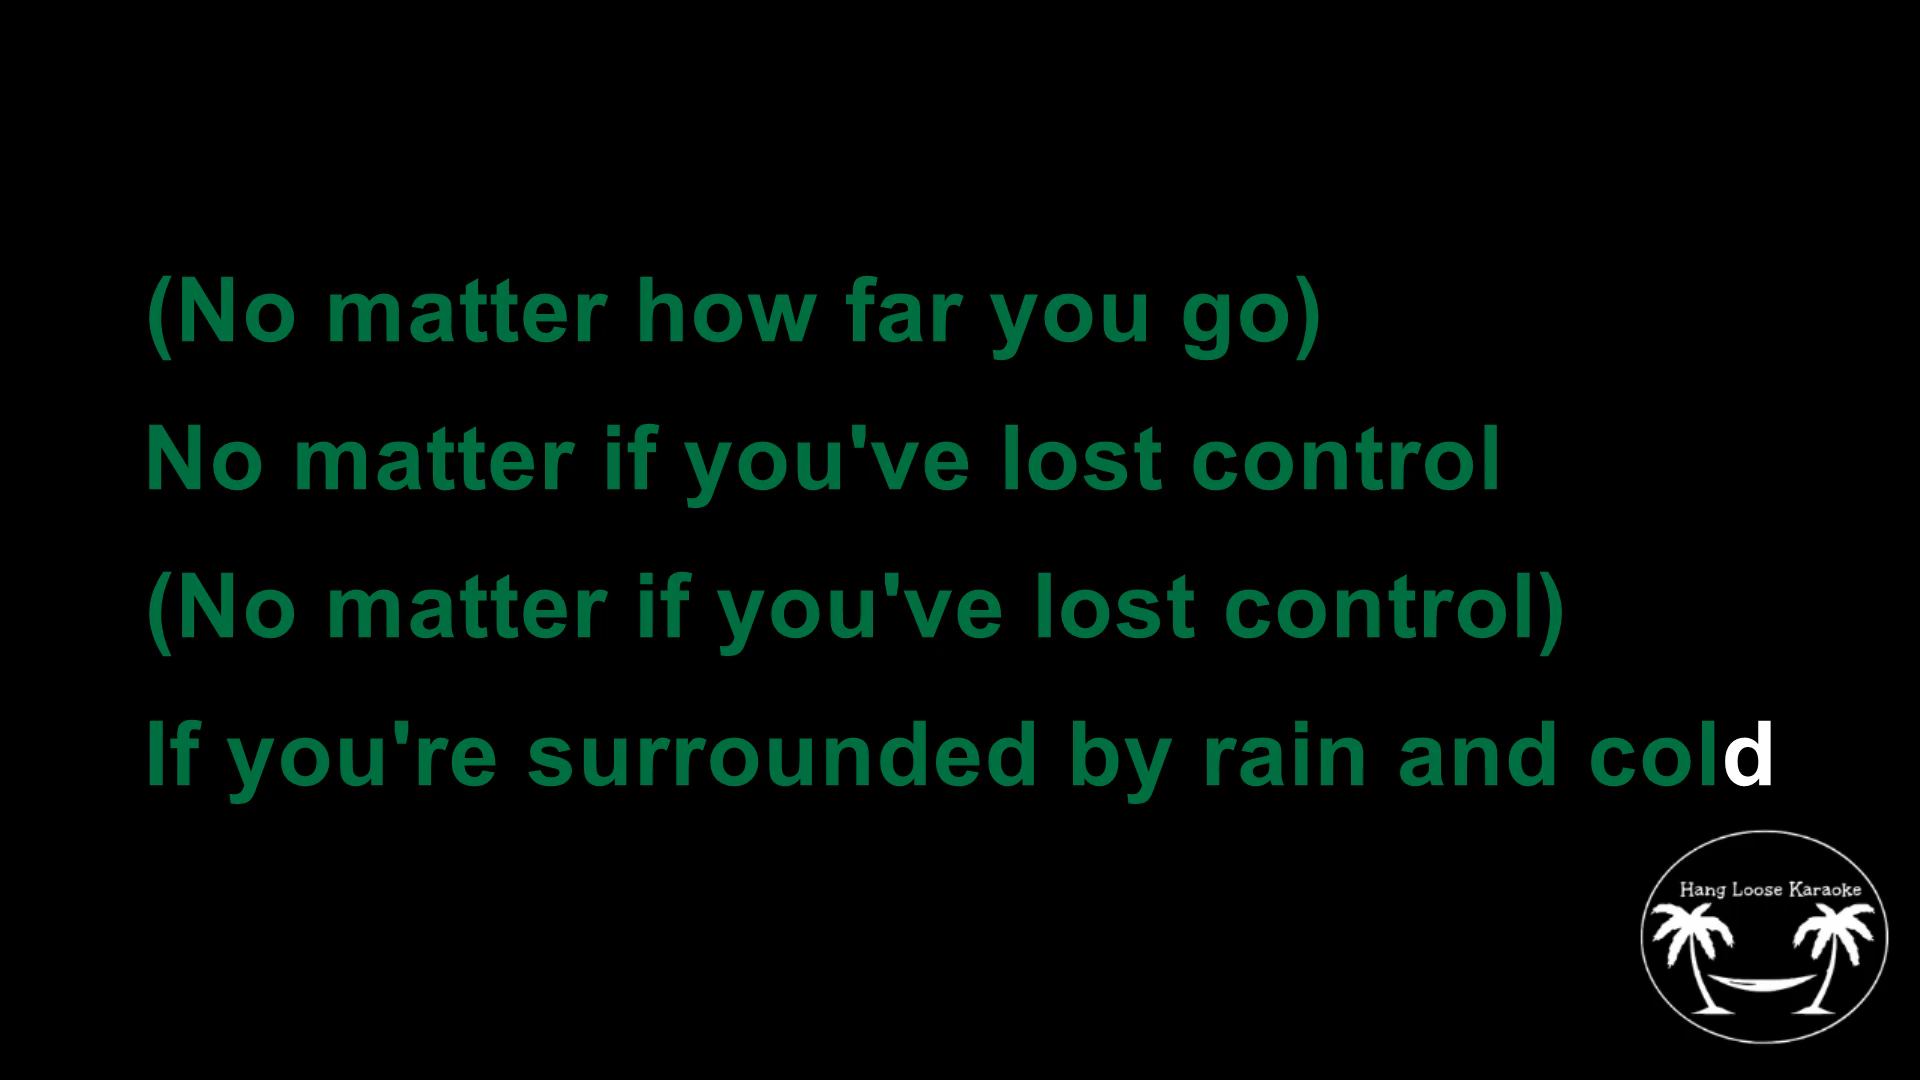 (No matter how far you go)
No matter if you've lost control
(No matter if you've lost control)
If you're surrounded by rain and cold
Hang Loose Karaoke